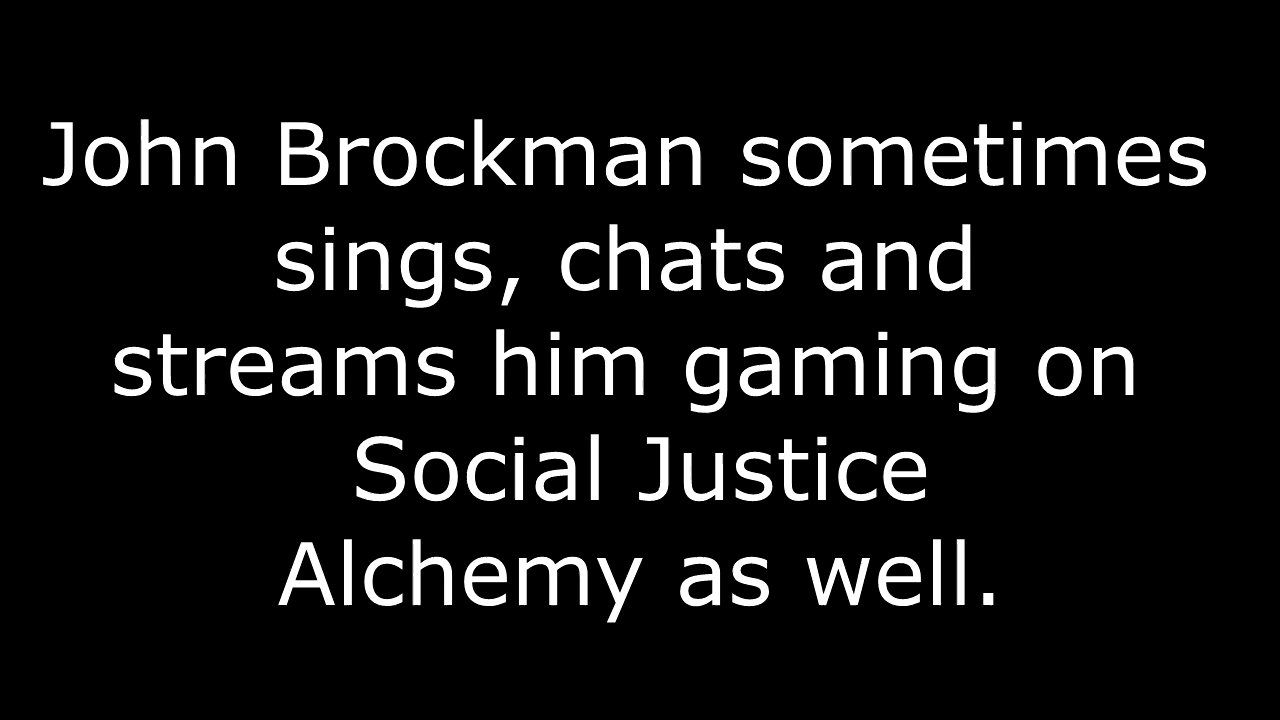 John Brockman sometimes
sings, chats and
streams him gaming on
Social Justice
Alchemy as well.